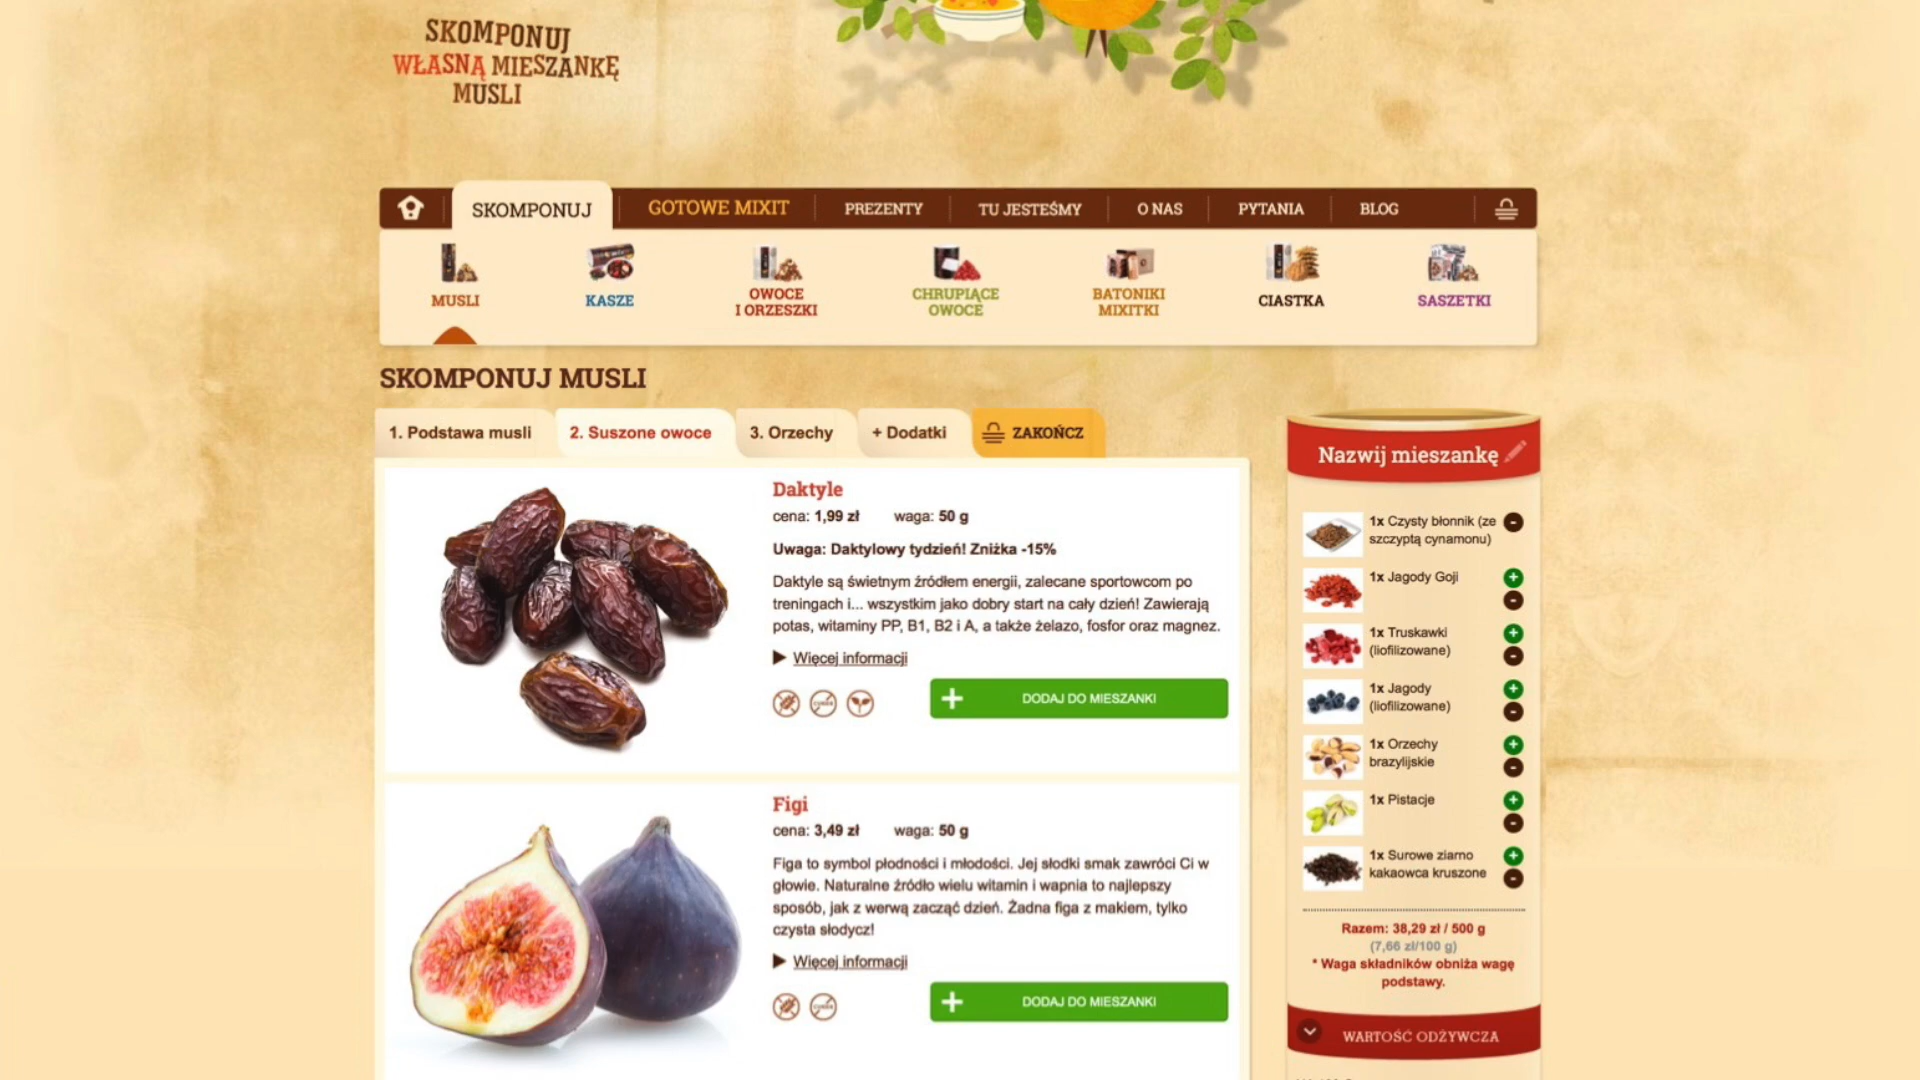 SKOMPONUJ
WŁASNĄ MIESZANKĘ
MUSLI
SKOMPONUJ
GOTOWE MIXIT
PREZENTY
TU JESTEŚMY
O NAS
PYTANIA
BLOG
MUSLI
KASZE
OWOCE
I ORZESZKI
CHRUPIĄCE
OWOCE
BATONIKI
MIXITKI
CIASTKA
SASZETKI
SKOMPONUJ MUSLI
1. Podstawa musli
2. Suszone owoce
3. Orzechy
+ Dodatki
ZAKOŃCZ
Daktyle
cena: 1,99 zł waga: 50 g
Uwaga: Daktylowy tydzień! Zniżka -15%
Daktyle są świetnym źródłem energii, zalecane sportowcom po
treningach i... wszystkim jako dobry start na cały dzień! Zawierają
potas, witaminy PP, B1, B2 i A, a także żelazo, fosfor oraz magnez.
Więcej informacji
DODAJ DO MIESZANKI
Figi
cena: 3,49 zł waga: 50 g
Figa to symbol płodności i młodości. Jej słodki smak zawróci Ci w
głowie. Naturalne źródło wielu witamin i wapnia to najlepszy
sposób, jak z werwą zacząć dzień. Żadna figa z makiem, tylko
czysta słodycz!
Więcej informacji
DODAJ DO MIESZANKI
Nazwij mieszankę
1x Czysty błonnik (ze
szczyptą cynamonu)
1x Jagody Goji
1x Truskawki
(liofilizowane)
1x Jagody
(liofilizowane)
1x Orzechy
brazylijskie
1x Pistacje
1x Surowe ziarno
kakaowca kruszone
Razem: 38,29 zł / 500 g
(7,66 zł/100 g)
* Waga składników obniża wagę
podstawy.
WARTOŚĆ ODŻYWCZA